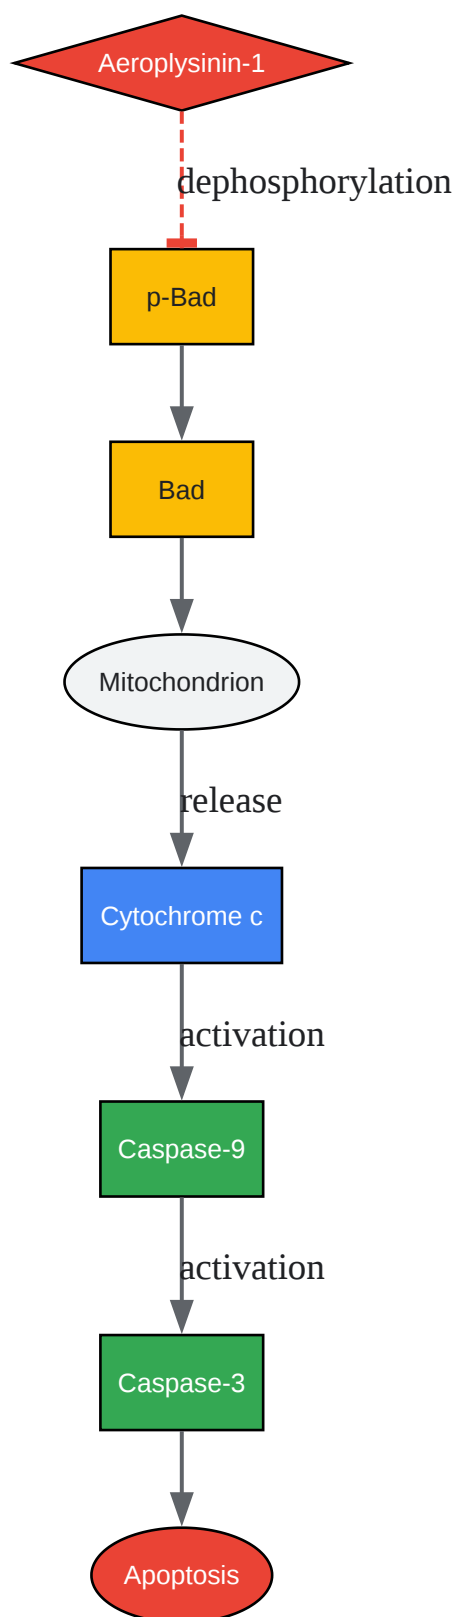 Aeroplysinin-1
dephosphorylation
p-Bad
Bad
Mitochondrion
release
Cytochrome c
activation
Caspase-9
activation
Caspase-3
Apoptosis